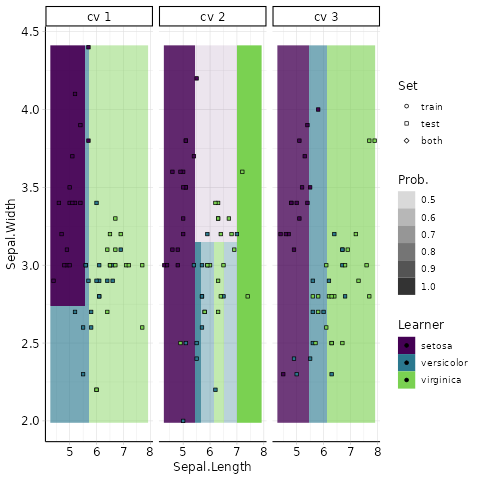 cv 1
cv 2
cv 3
4.5
4.0
3.5
3.0
2.5
2.0
Sepal.Width
5 6 7 8
5 6 7 8
5 6 7 8
Sepal.Length
Set
train
test
both
Prob.
0.5
0.6
0.7
0.8
0.9
1.0
Learner
setosa
versicolor
virginica